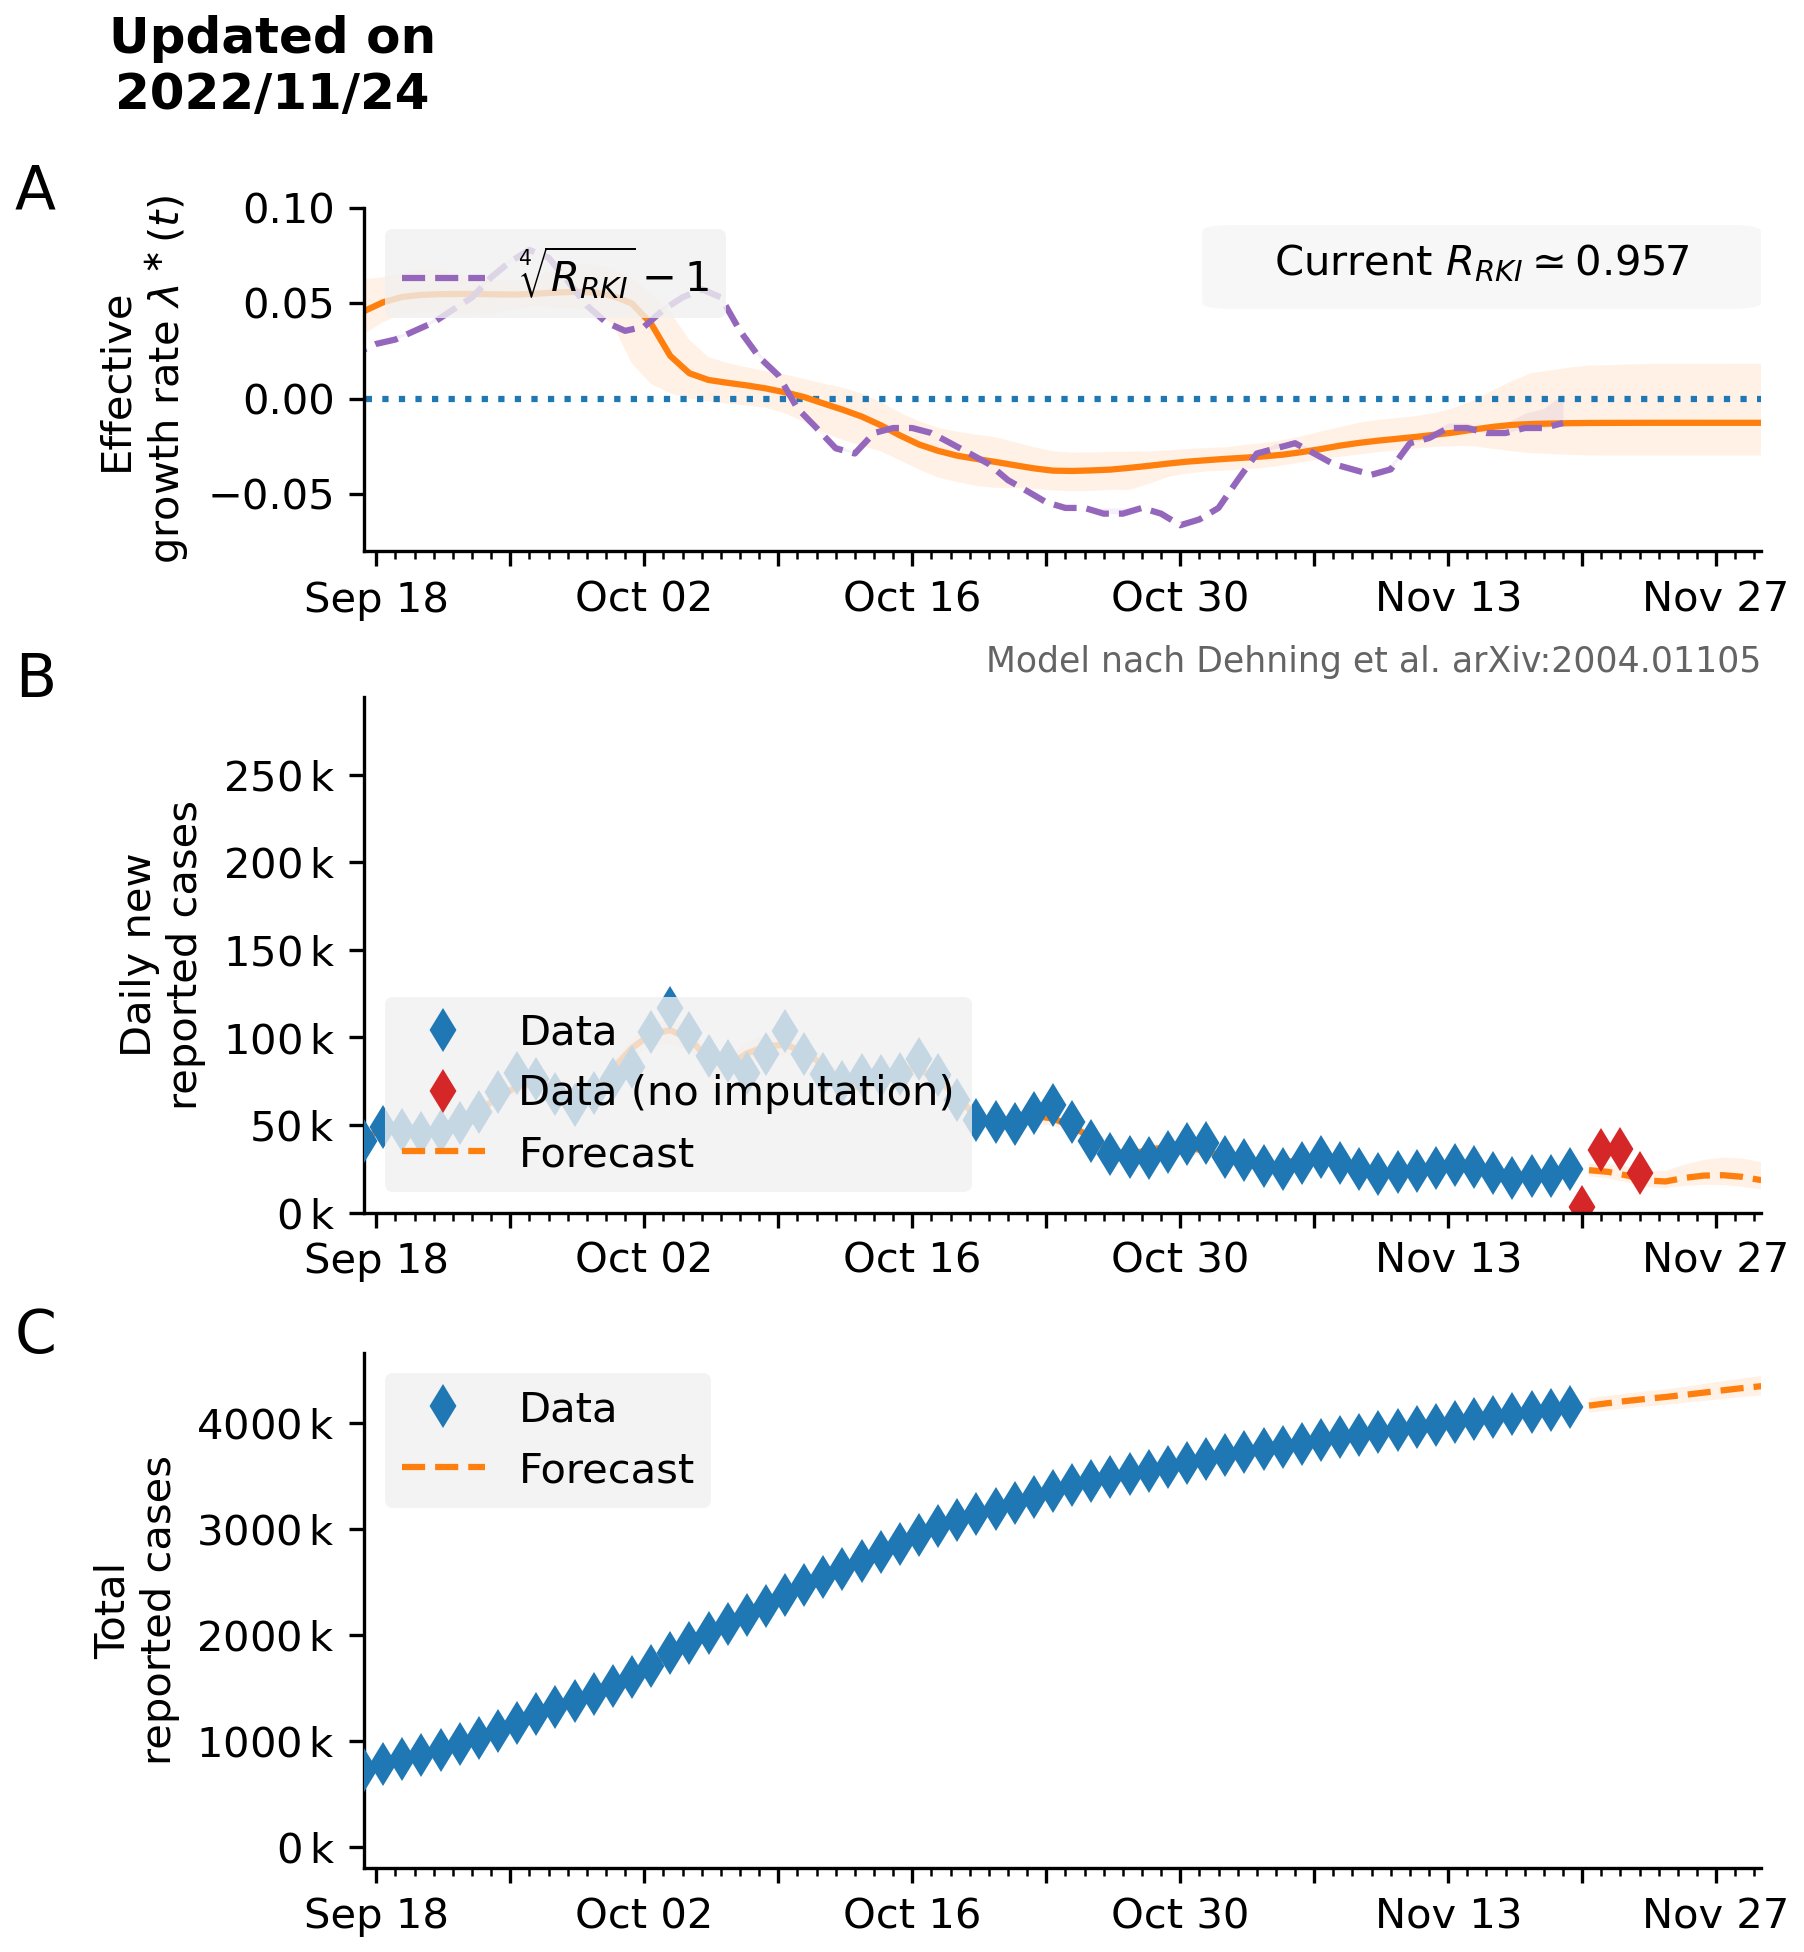 Updated on
2022/11/24
A
Effective
growth rate λ*(t)
0.10
0.05
0.00
−0.05
∜R_RKI − 1
Current R_RKI ≃ 0.957
Sep 18 Oct 02 Oct 16 Oct 30 Nov 13 Nov 27
Model nach Dehning et al. arXiv:2004.01105
B
Daily new
reported cases
250 k
200 k
150 k
100 k
50 k
0 k
Data
Data (no imputation)
Forecast
Sep 18 Oct 02 Oct 16 Oct 30 Nov 13 Nov 27
C
Total
reported cases
4000 k
3000 k
2000 k
1000 k
0 k
Data
Forecast
Sep 18 Oct 02 Oct 16 Oct 30 Nov 13 Nov 27